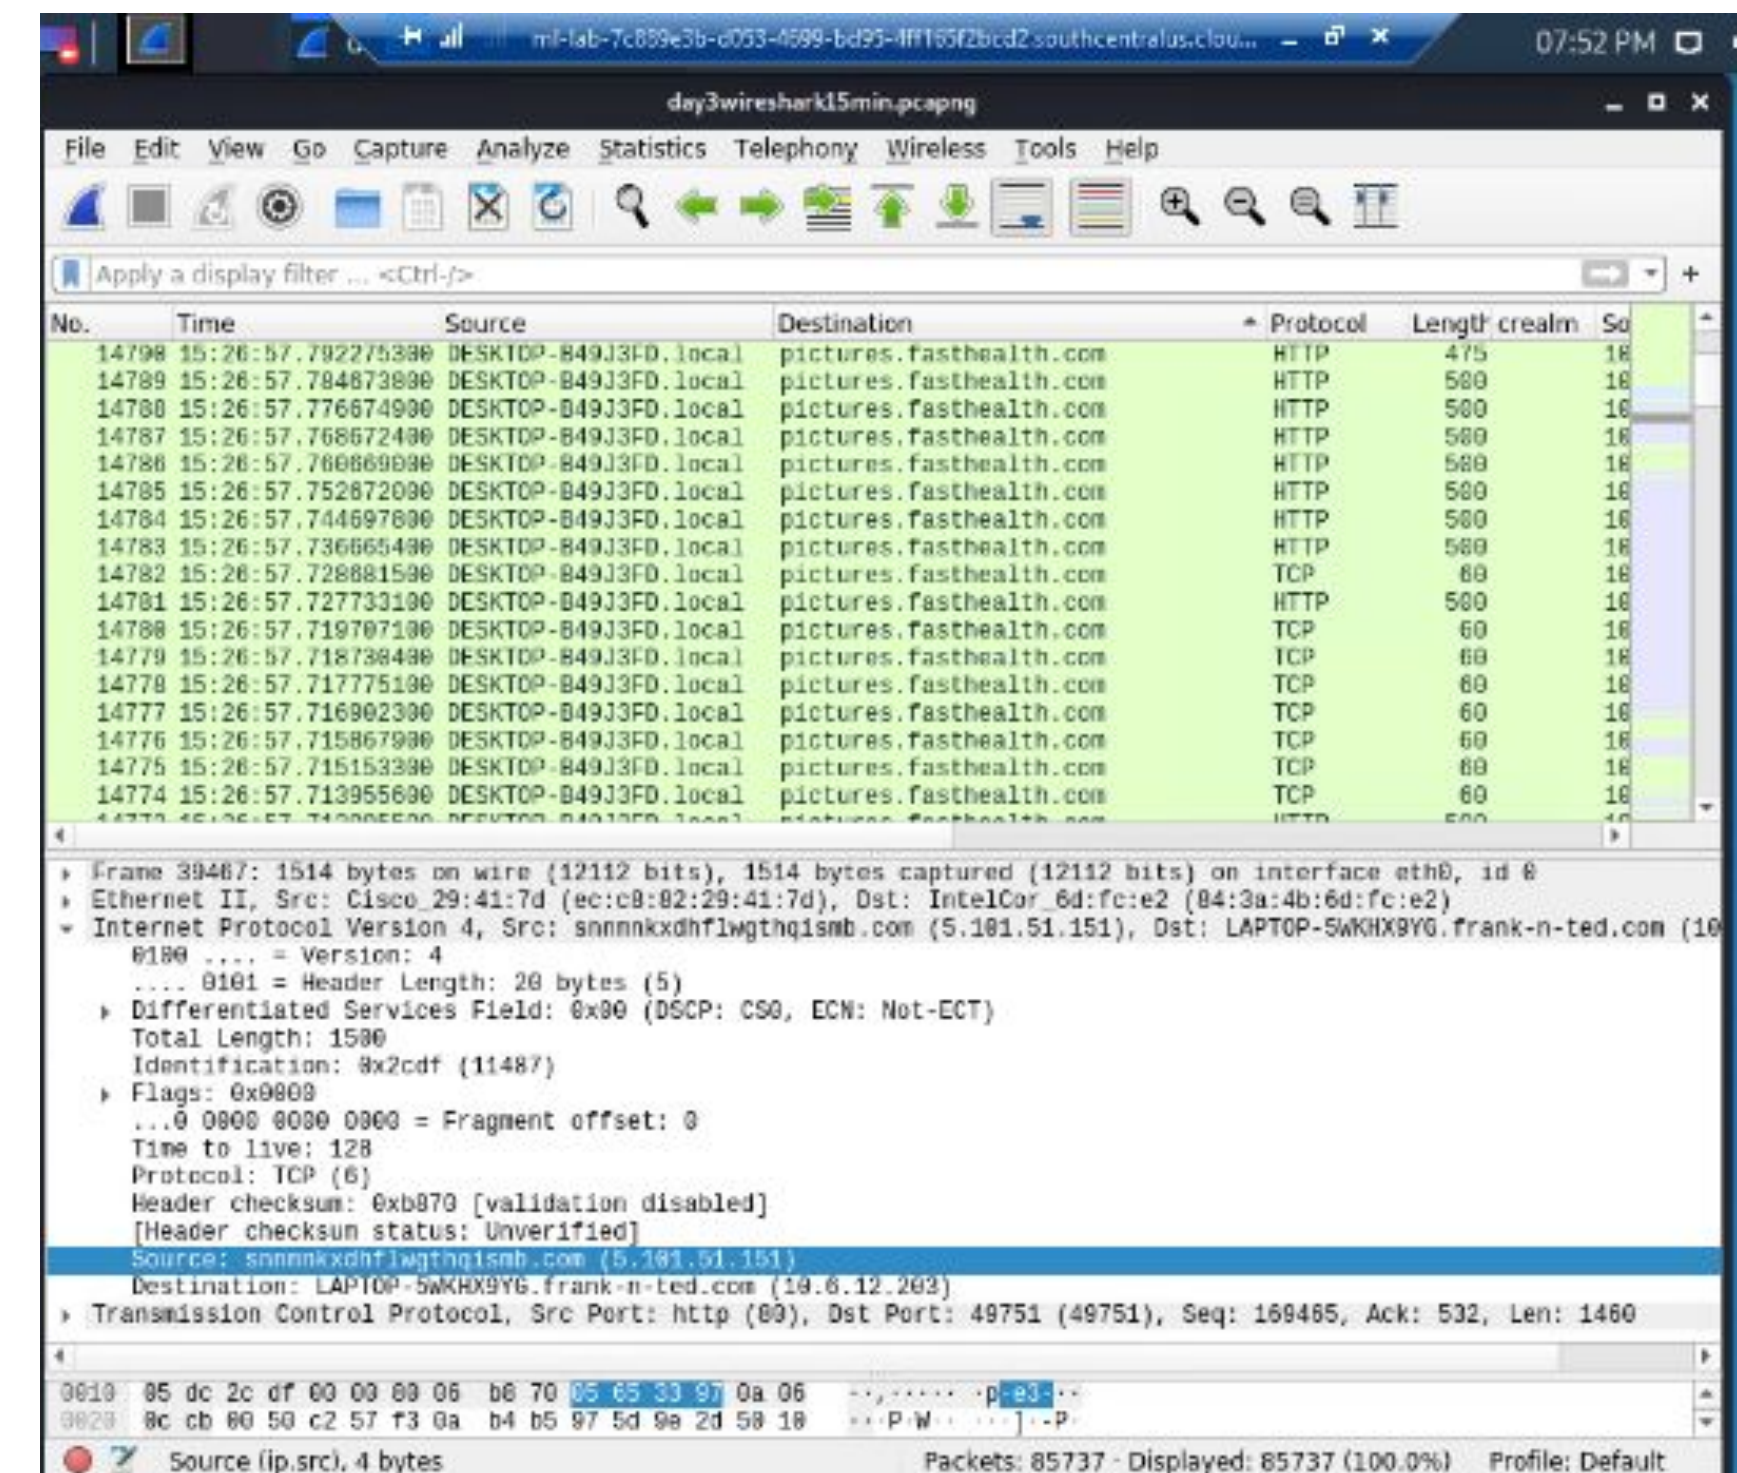 07:52 PM
day3wireshark15min.pcapng
File Edit View Go Capture Analyze Statistics Telephony Wireless Tools Help
Apply a display filter ... <Ctrl-/>
No. Time Source Destination Protocol Length crealm So
14790 15:26:57.792275300 DESKTOP-B49J3FD.local pictures.fasthealth.com HTTP 475 10
14789 15:26:57.784673800 DESKTOP-B49J3FD.local pictures.fasthealth.com HTTP 500 10
14788 15:26:57.776674900 DESKTOP-B49J3FD.local pictures.fasthealth.com HTTP 500 10
14787 15:26:57.768672400 DESKTOP-B49J3FD.local pictures.fasthealth.com HTTP 500 10
14786 15:26:57.760669000 DESKTOP-B49J3FD.local pictures.fasthealth.com HTTP 500 10
14785 15:26:57.752672000 DESKTOP-B49J3FD.local pictures.fasthealth.com HTTP 500 10
14784 15:26:57.744697800 DESKTOP-B49J3FD.local pictures.fasthealth.com HTTP 500 10
14783 15:26:57.736665400 DESKTOP-B49J3FD.local pictures.fasthealth.com HTTP 500 10
14782 15:26:57.728681500 DESKTOP-B49J3FD.local pictures.fasthealth.com TCP 60 10
14781 15:26:57.727733100 DESKTOP-B49J3FD.local pictures.fasthealth.com HTTP 500 10
14780 15:26:57.719707100 DESKTOP-B49J3FD.local pictures.fasthealth.com TCP 60 10
14779 15:26:57.718730400 DESKTOP-B49J3FD.local pictures.fasthealth.com TCP 60 10
14778 15:26:57.717775100 DESKTOP-B49J3FD.local pictures.fasthealth.com TCP 60 10
14777 15:26:57.716902300 DESKTOP-B49J3FD.local pictures.fasthealth.com TCP 60 10
14776 15:26:57.715867900 DESKTOP-B49J3FD.local pictures.fasthealth.com TCP 60 10
14775 15:26:57.715153300 DESKTOP-B49J3FD.local pictures.fasthealth.com TCP 60 10
14774 15:26:57.713955600 DESKTOP-B49J3FD.local pictures.fasthealth.com TCP 60 10
Frame 39467: 1514 bytes on wire (12112 bits), 1514 bytes captured (12112 bits) on interface eth0, id 0
Ethernet II, Src: Cisco_29:41:7d (ec:c8:82:29:41:7d), Dst: IntelCor_6d:fc:e2 (84:3a:4b:6d:fc:e2)
Internet Protocol Version 4, Src: snnmnkxdhflwgthqismb.com (5.101.51.151), Dst: LAPTOP-5WKHX9YG.frank-n-ted.com (10
0100 .... = Version: 4
.... 0101 = Header Length: 20 bytes (5)
Differentiated Services Field: 0x00 (DSCP: CS0, ECN: Not-ECT)
Total Length: 1500
Identification: 0x2cdf (11487)
Flags: 0x0000
...0 0000 0000 0000 = Fragment offset: 0
Time to live: 128
Protocol: TCP (6)
Header checksum: 0xb870 [validation disabled]
[Header checksum status: Unverified]
Source: snnmnkxdhflwgthqismb.com (5.101.51.151)
Destination: LAPTOP-5WKHX9YG.frank-n-ted.com (10.6.12.203)
Transmission Control Protocol, Src Port: http (80), Dst Port: 49751 (49751), Seq: 169465, Ack: 532, Len: 1460
0010 05 dc 2c df 00 00 80 06 b8 70 05 65 33 97 0a 06 ··,····· ·p·e3···
0020 0c cb 00 50 c2 57 f3 0a b4 b5 97 5d 9e 2d 50 10 ···P·W·· ···]·-P·
Source (ip.src), 4 bytes Packets: 85737 · Displayed: 85737 (100.0%) Profile: Default